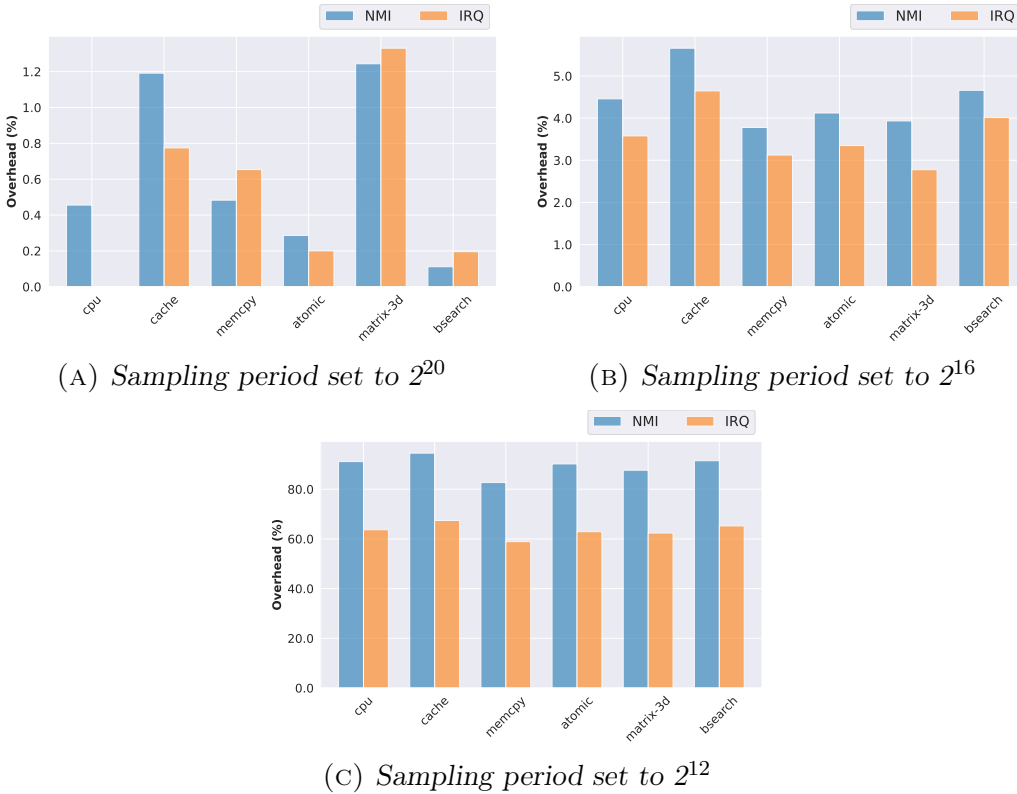 NMI IRQ
1.2
1.0
0.8
0.6
0.4
0.2
0.0
Overhead (%)
cpu cache memcpy atomic matrix-3d bsearch
(A) Sampling period set to 2^20
NMI IRQ
5.0
4.0
3.0
2.0
1.0
0.0
Overhead (%)
cpu cache memcpy atomic matrix-3d bsearch
(B) Sampling period set to 2^16
NMI IRQ
80.0
60.0
40.0
20.0
0.0
Overhead (%)
cpu cache memcpy atomic matrix-3d bsearch
(C) Sampling period set to 2^12